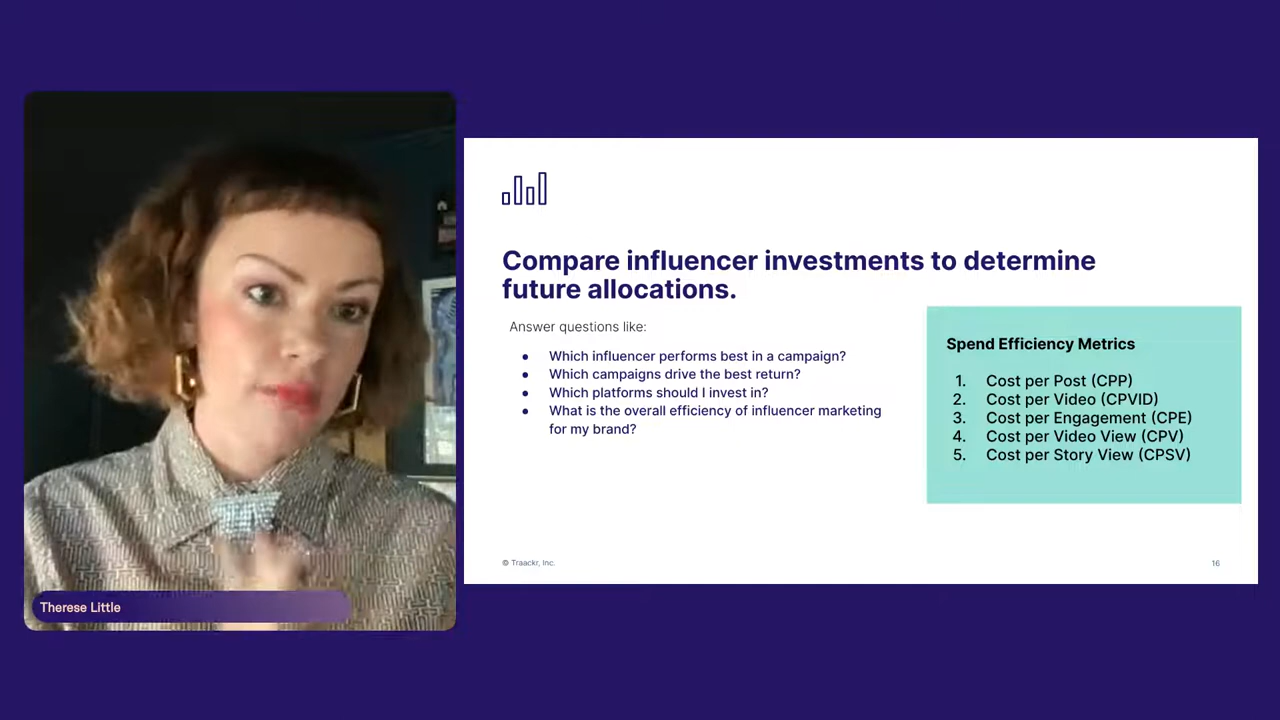 Compare influencer investments to determine
future allocations.
Answer questions like:
● Which influencer performs best in a campaign?
● Which campaigns drive the best return?
● Which platforms should I invest in?
● What is the overall efficiency of influencer marketing
for my brand?
Spend Efficiency Metrics
1. Cost per Post (CPP)
2. Cost per Video (CPVID)
3. Cost per Engagement (CPE)
4. Cost per Video View (CPV)
5. Cost per Story View (CPSV)
© Traackr, Inc.
16
Therese Little